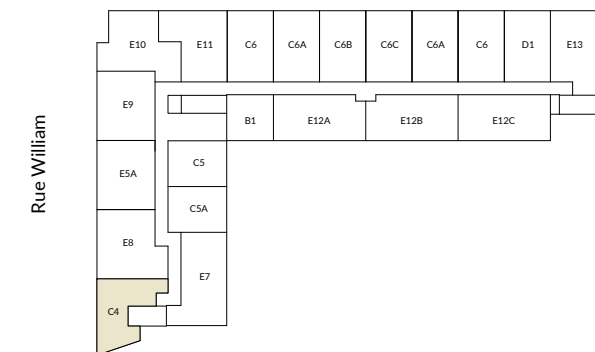 E10 E11 C6 C6A C6B C6C C6A C6 D1 E13
E9
B1 E12A E12B E12C
Rue William
C5
E5A
C5A
E8
E7
C4